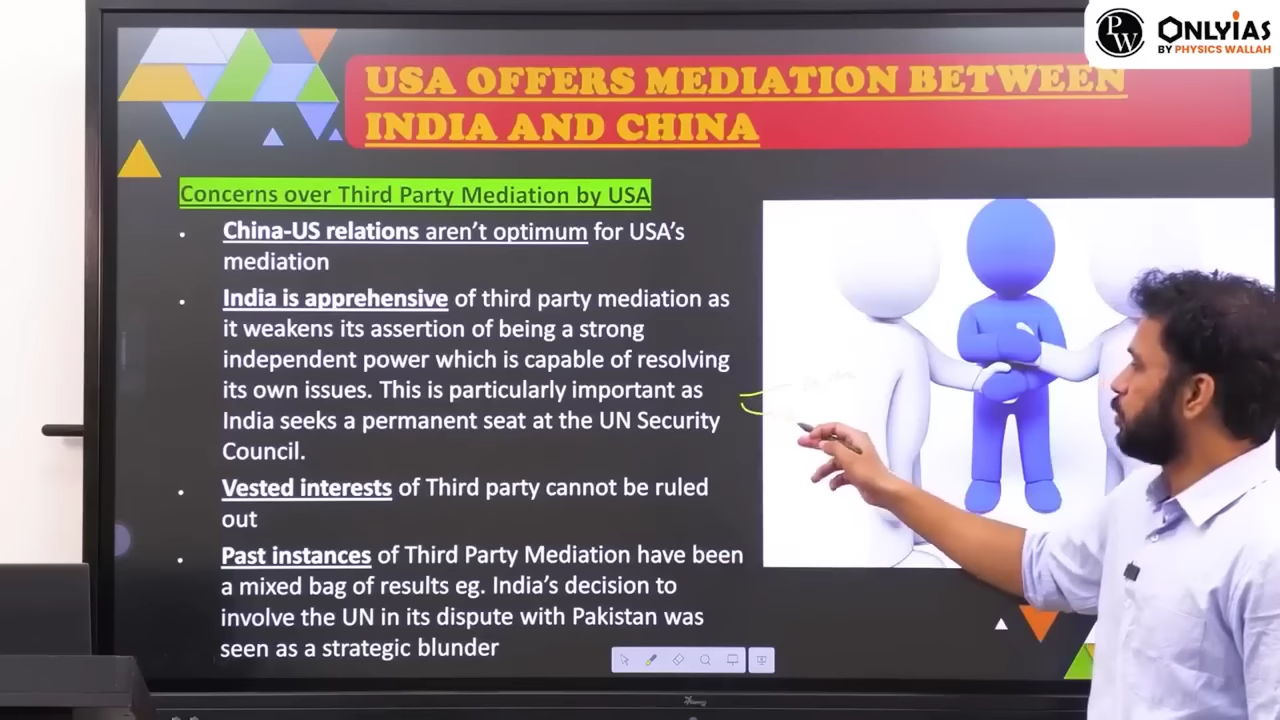 PW
ONLYIAS
BY PHYSICS WALLAH
USA OFFERS MEDIATION BETWEEN
INDIA AND CHINA
Concerns over Third Party Mediation by USA
China-US relations aren't optimum for USA's
mediation
India is apprehensive of third party mediation as
it weakens its assertion of being a strong
independent power which is capable of resolving
its own issues. This is particularly important as
India seeks a permanent seat at the UN Security
Council.
Vested interests of Third party cannot be ruled
out
Past instances of Third Party Mediation have been
a mixed bag of results eg. India's decision to
involve the UN in its dispute with Pakistan was
seen as a strategic blunder